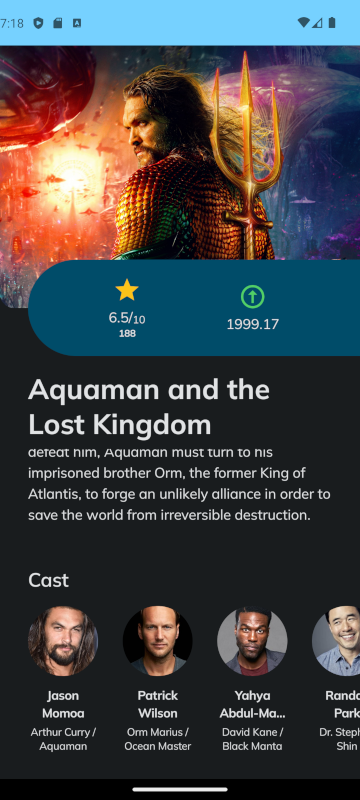 7:18
6.5/10
188
1999.17
Aquaman and the
Lost Kingdom
defeat him, Aquaman must turn to his
imprisoned brother Orm, the former King of
Atlantis, to forge an unlikely alliance in order to
save the world from irreversible destruction.
Cast
Jason
Momoa
Arthur Curry /
Aquaman
Patrick
Wilson
Orm Marius /
Ocean Master
Yahya
Abdul-Ma...
David Kane /
Black Manta
Randa
Park
Dr. Steph
Shin